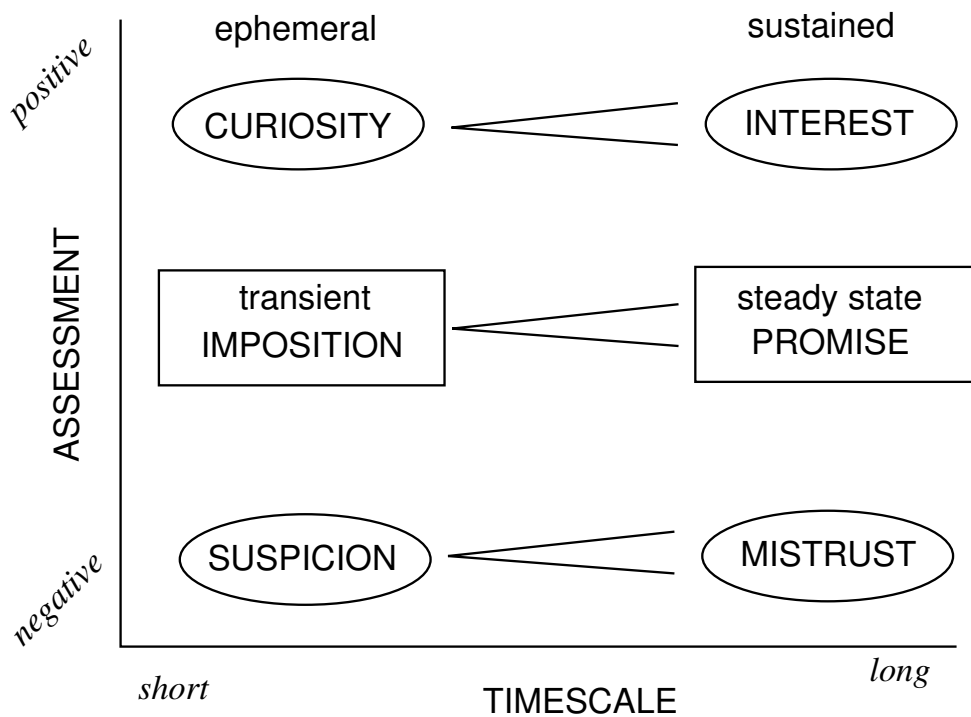 ephemeral
sustained
positive
CURIOSITY
INTEREST
ASSESSMENT
transient
IMPOSITION
steady state
PROMISE
SUSPICION
MISTRUST
negative
short
TIMESCALE
long